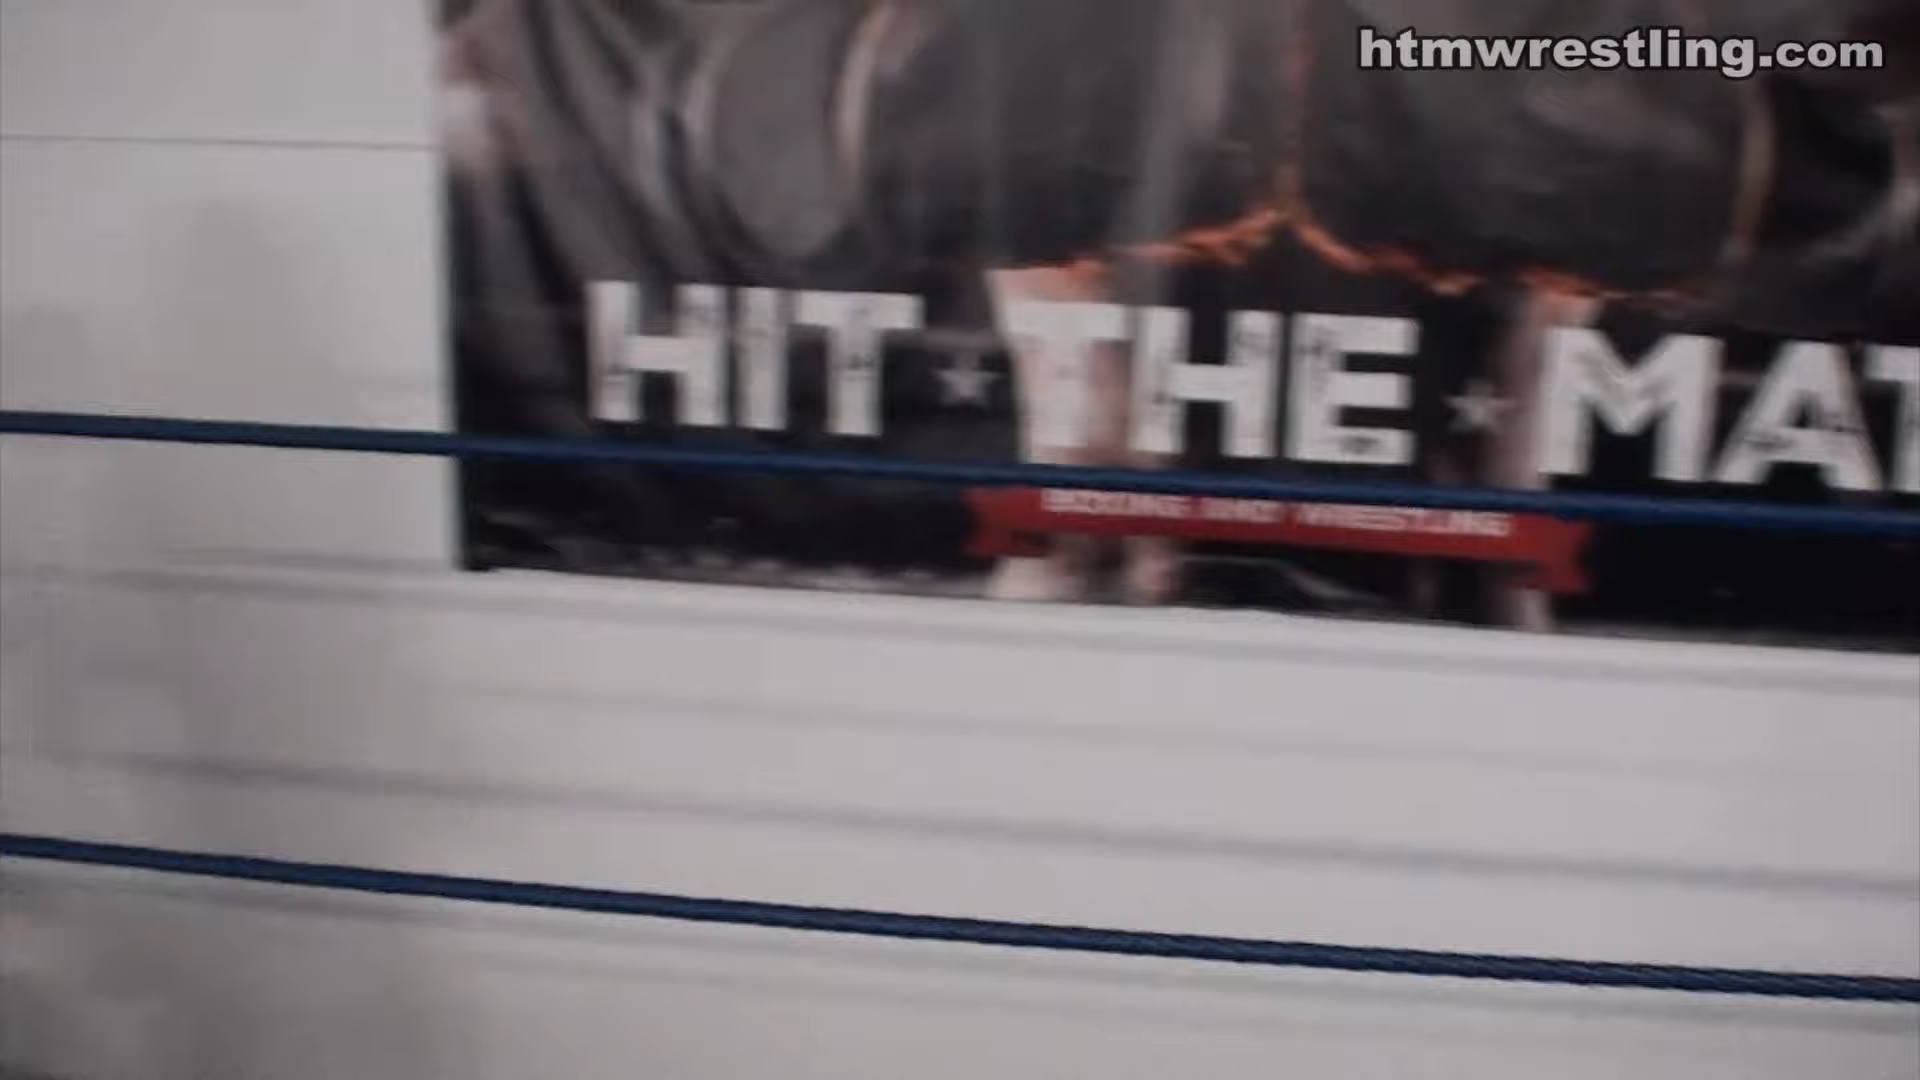 htmwrestling.com
HIT ★ THE ★ MAT
BOXING AND WRESTLING